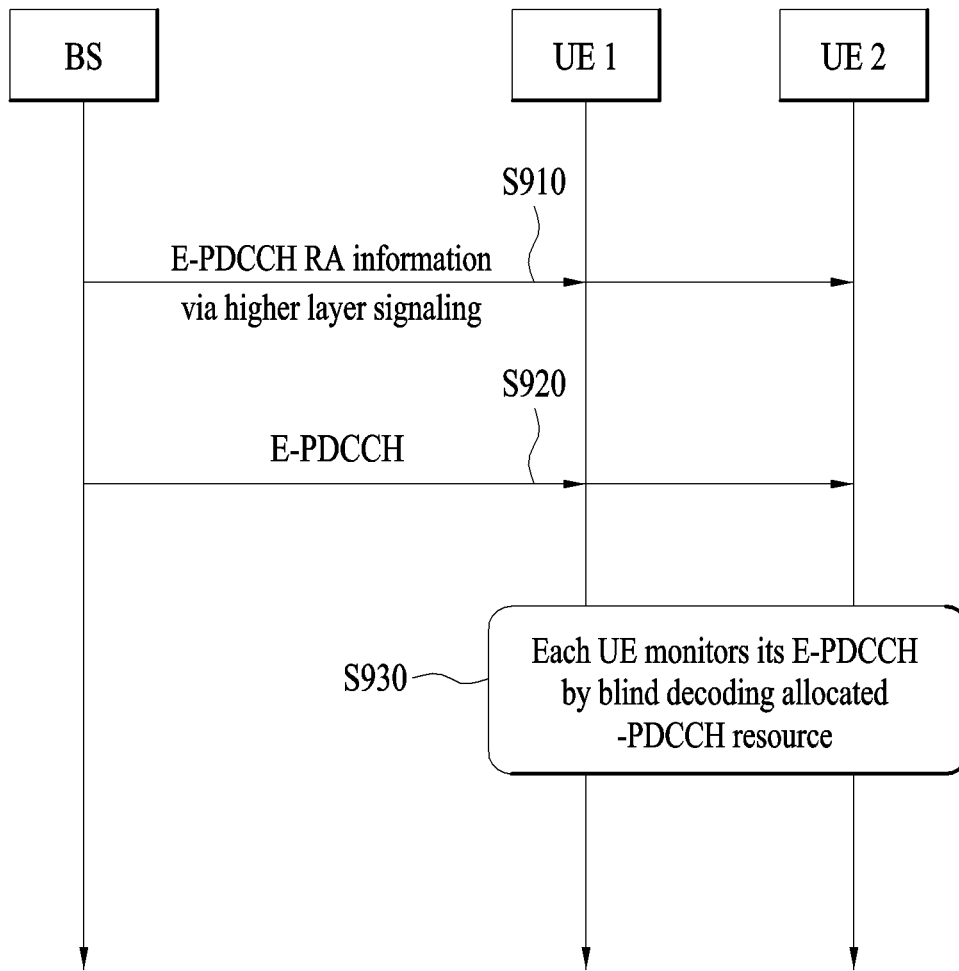 BS
UE 1
UE 2
S910
E-PDCCH RA information
via higher layer signaling
S920
E-PDCCH
S930
Each UE monitors its E-PDCCH
by blind decoding allocated
-PDCCH resource